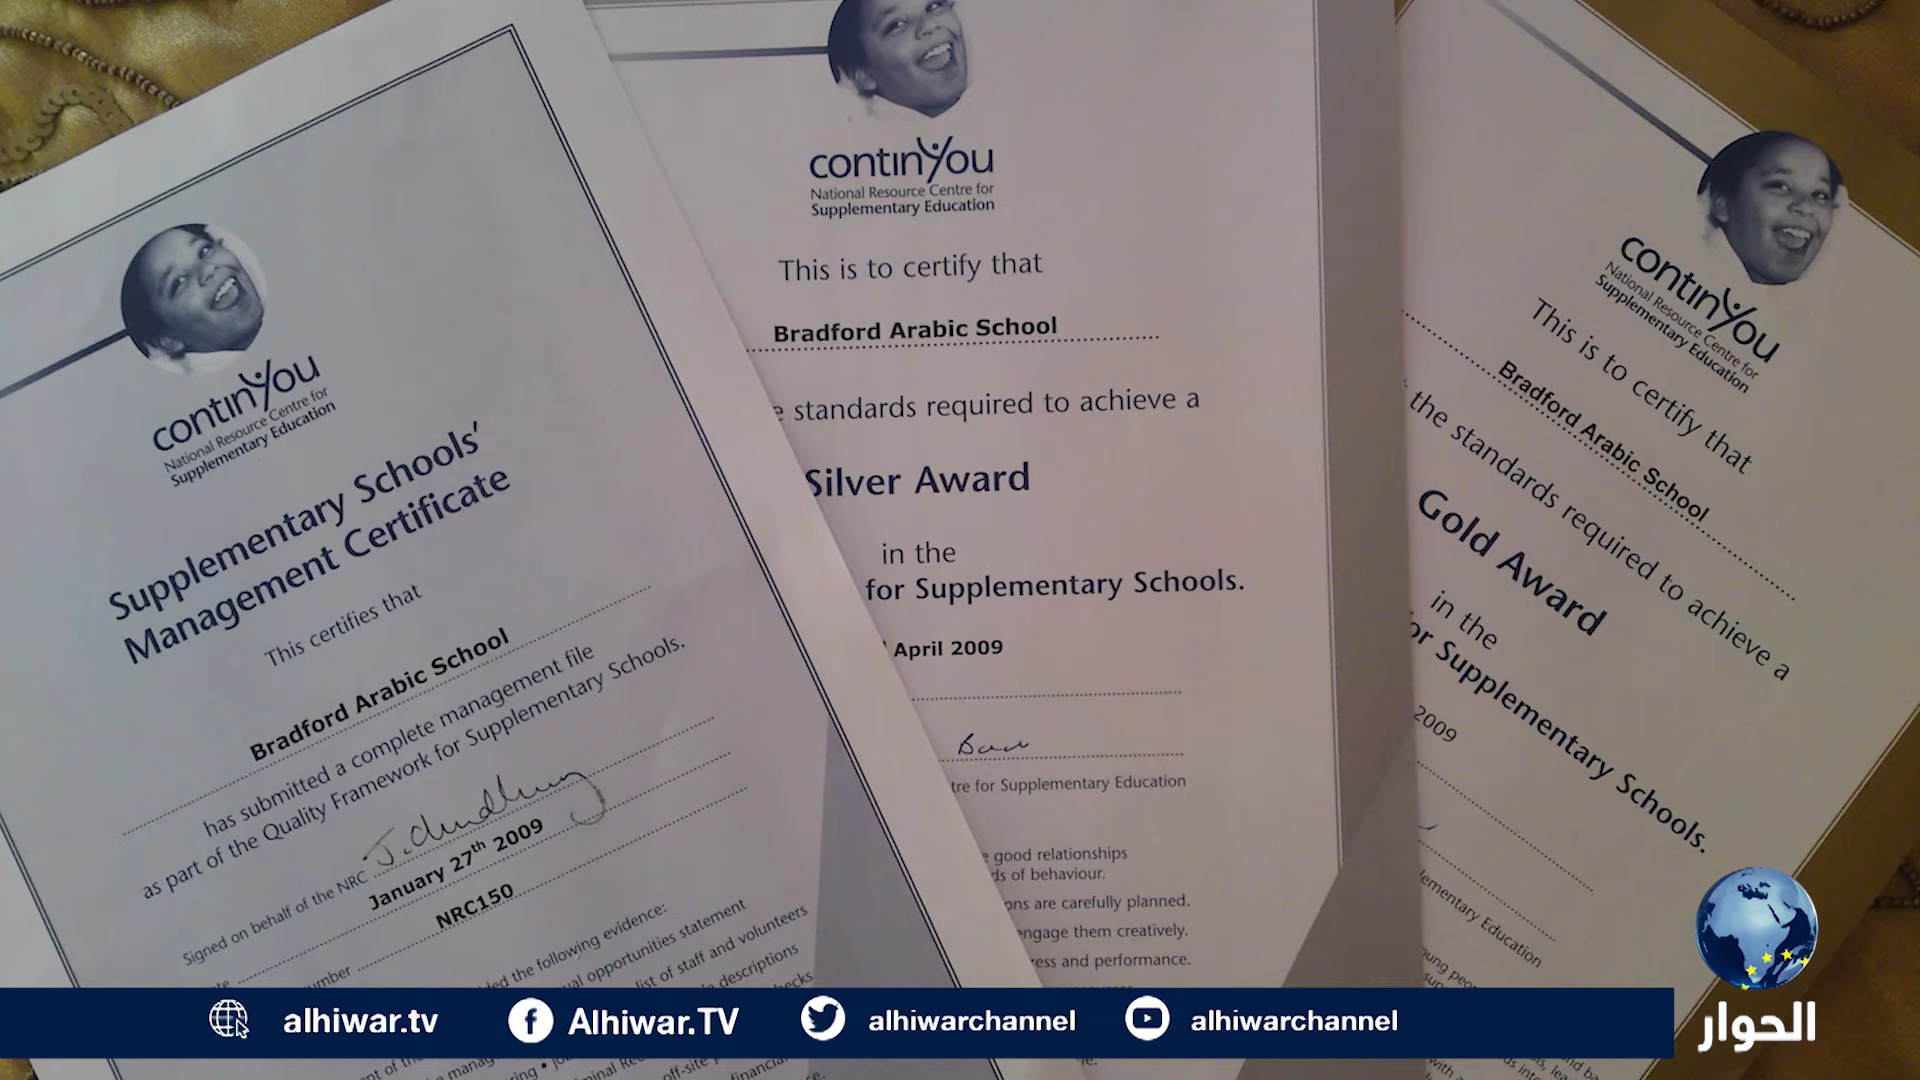 contin
You
National Resource Centre for
Supplementary Education
Supplementary Schools'
Management Certificate
This certifies that
Bradford Arabic School
has submitted a complete management file
as part of the Quality Framework for Supplementary Schools.
Signed on behalf of the NRC J. Chudhury
January 27th 2009
NRC150
the following evidence:
opportunities statement
list of staff and volunteers
descriptions
continYou
National Resource Centre for
Supplementary Education
This is to certify that
Bradford Arabic School
standards required to achieve a
Silver Award
in the
for Supplementary Schools.
April 2009
for Supplementary Education
good relationships
of behaviour.
are carefully planned.
engage them creatively.
and performance.
continYou
National Resource Centre for
Supplementary Education
This is to certify that
Bradford Arabic School
the standards required to achieve a
Gold Award
in the
or Supplementary Schools.
2009
Education
alhiwar.tv
Alhiwar.TV
alhiwarchannel
alhiwarchannel
الحوار